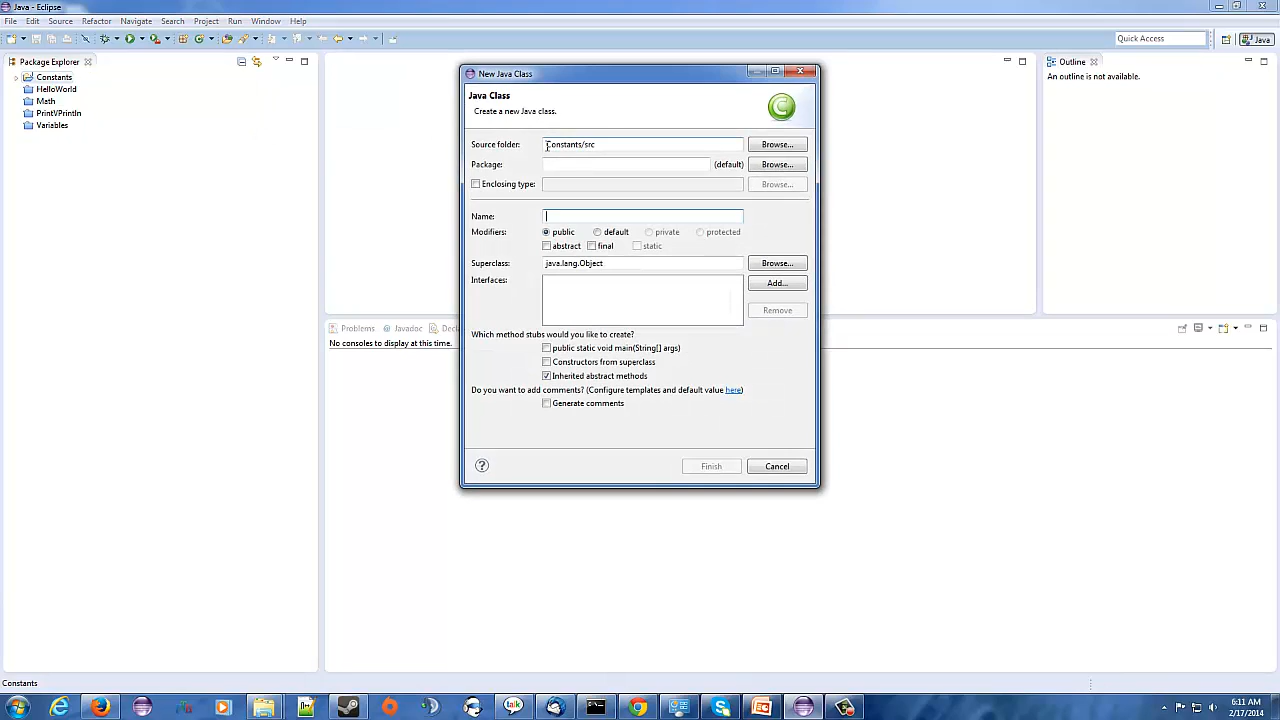 Java - Eclipse
File Edit Source Refactor Navigate Search Project Run Window Help
Quick Access
Java
Package Explorer
Constants
HelloWorld
Math
PrintVPrintln
Variables
New Java Class
Java Class
Create a new Java class.
Source folder: Constants/src Browse...
Package: (default) Browse...
Enclosing type: Browse...
Name:
Modifiers: public default private protected
abstract final static
Superclass: java.lang.Object Browse...
Interfaces: Add...
Remove
Which method stubs would you like to create?
public static void main(String[] args)
Constructors from superclass
Inherited abstract methods
Do you want to add comments? (Configure templates and default value here)
Generate comments
Finish Cancel
Outline
An outline is not available.
Problems Javadoc Decla
No consoles to display at this time.
Constants
talk
6:11 AM
2/17/2014